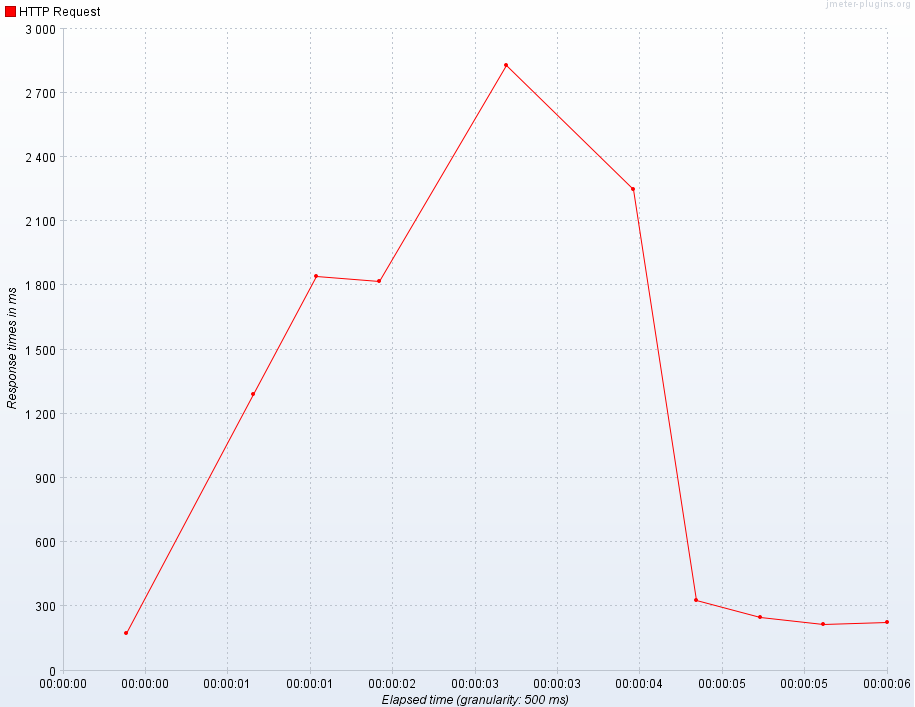 jmeter-plugins.org
HTTP Request
3 000
2 700
2 400
2 100
1 800
1 500
1 200
900
600
300
0
Response times in ms
00:00:00 00:00:00 00:00:01 00:00:01 00:00:02 00:00:03 00:00:03 00:00:04 00:00:05 00:00:05 00:00:06
Elapsed time (granularity: 500 ms)